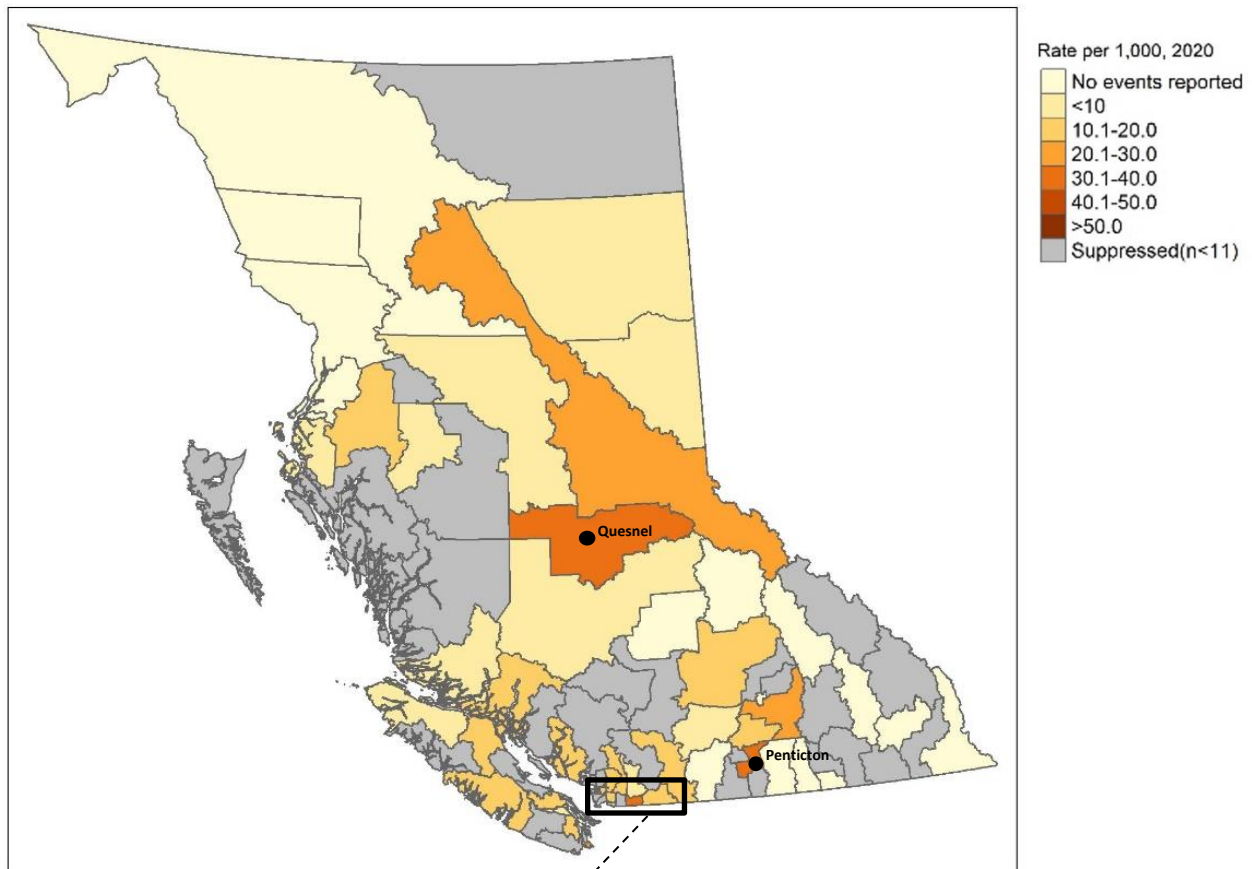 Rate per 1,000, 2020
No events reported
<10
10.1-20.0
20.1-30.0
30.1-40.0
40.1-50.0
>50.0
Suppressed(n<11)
Quesnel
Penticton